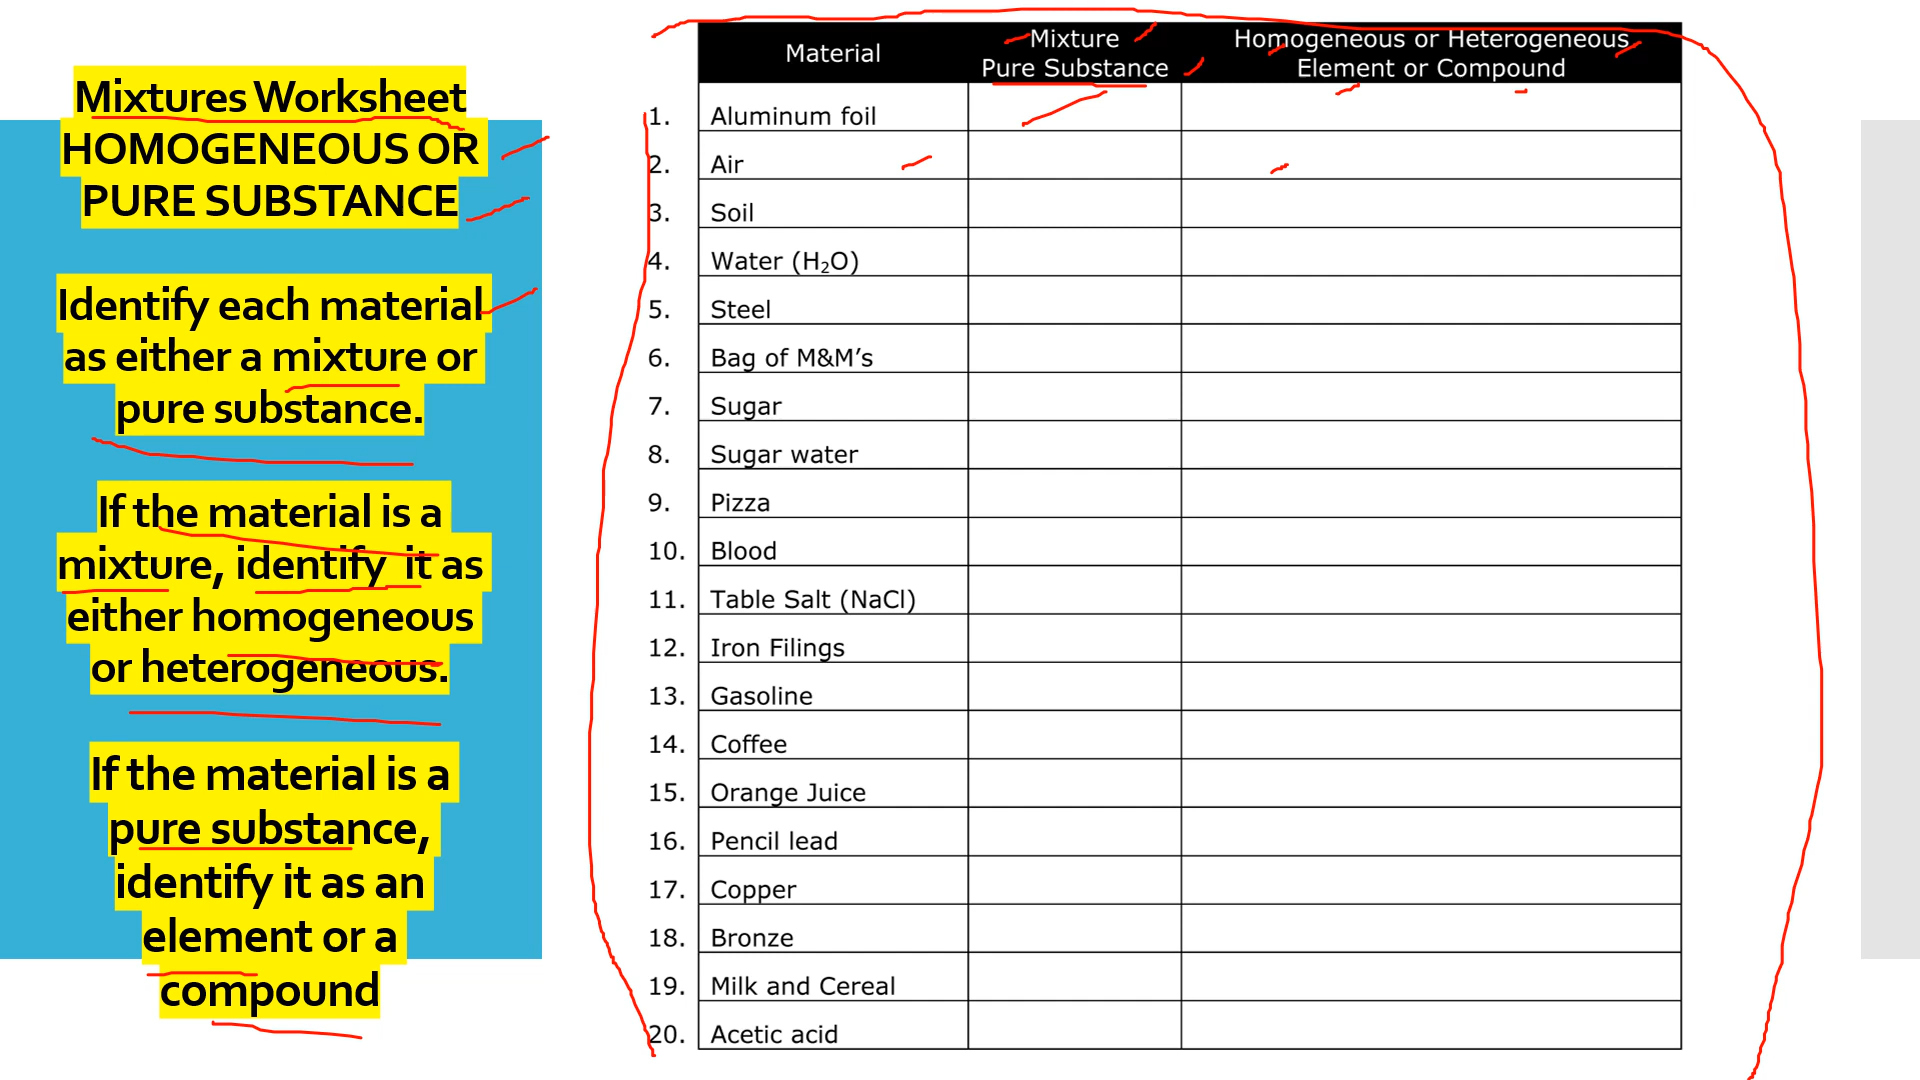 Mixtures Worksheet
HOMOGENEOUS OR
PURE SUBSTANCE
Identify each material
as either a mixture or
pure substance.
If the material is a
mixture, identify it as
either homogeneous
or heterogeneous.
If the material is a
pure substance,
identify it as an
element or a
compound
Material
Mixture
Pure Substance
Homogeneous or Heterogeneous
Element or Compound
1. Aluminum foil
2. Air
3. Soil
4. Water (H₂O)
5. Steel
6. Bag of M&M’s
7. Sugar
8. Sugar water
9. Pizza
10. Blood
11. Table Salt (NaCl)
12. Iron Filings
13. Gasoline
14. Coffee
15. Orange Juice
16. Pencil lead
17. Copper
18. Bronze
19. Milk and Cereal
20. Acetic acid